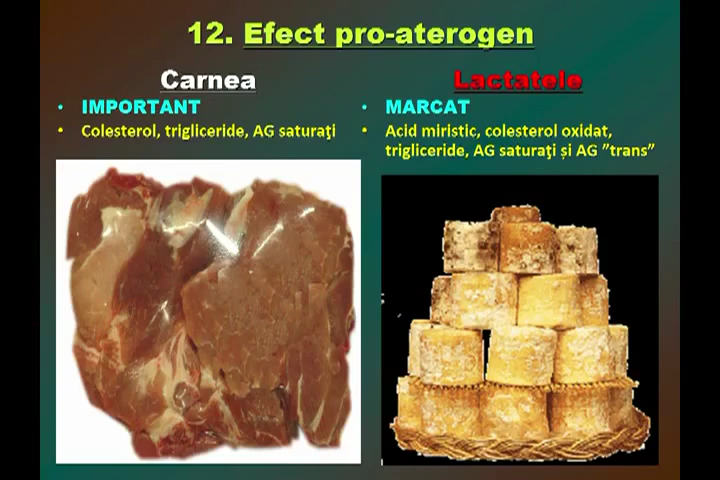 12. Efect pro-aterogen
Carnea
• IMPORTANT
• Colesterol, trigliceride, AG saturaţi
Lactatele
• MARCAT
• Acid miristic, colesterol oxidat,
trigliceride, AG saturaţi și AG ”trans”